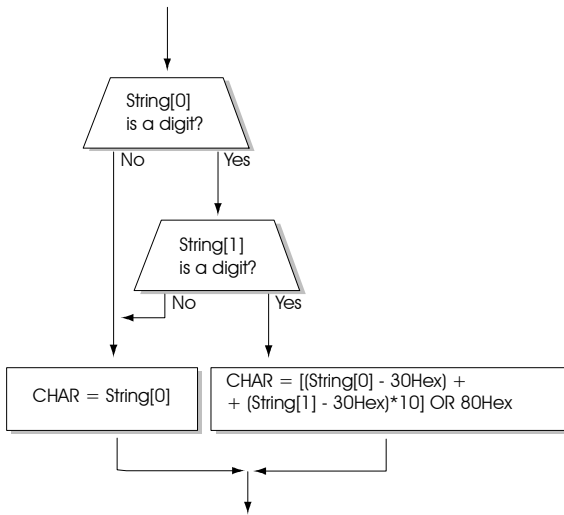 String[0]
is a digit?
No
Yes
String[1]
is a digit?
No
Yes
CHAR = String[0]
CHAR = [(String[0] - 30Hex) +
+ (String[1] - 30Hex)*10] OR 80Hex